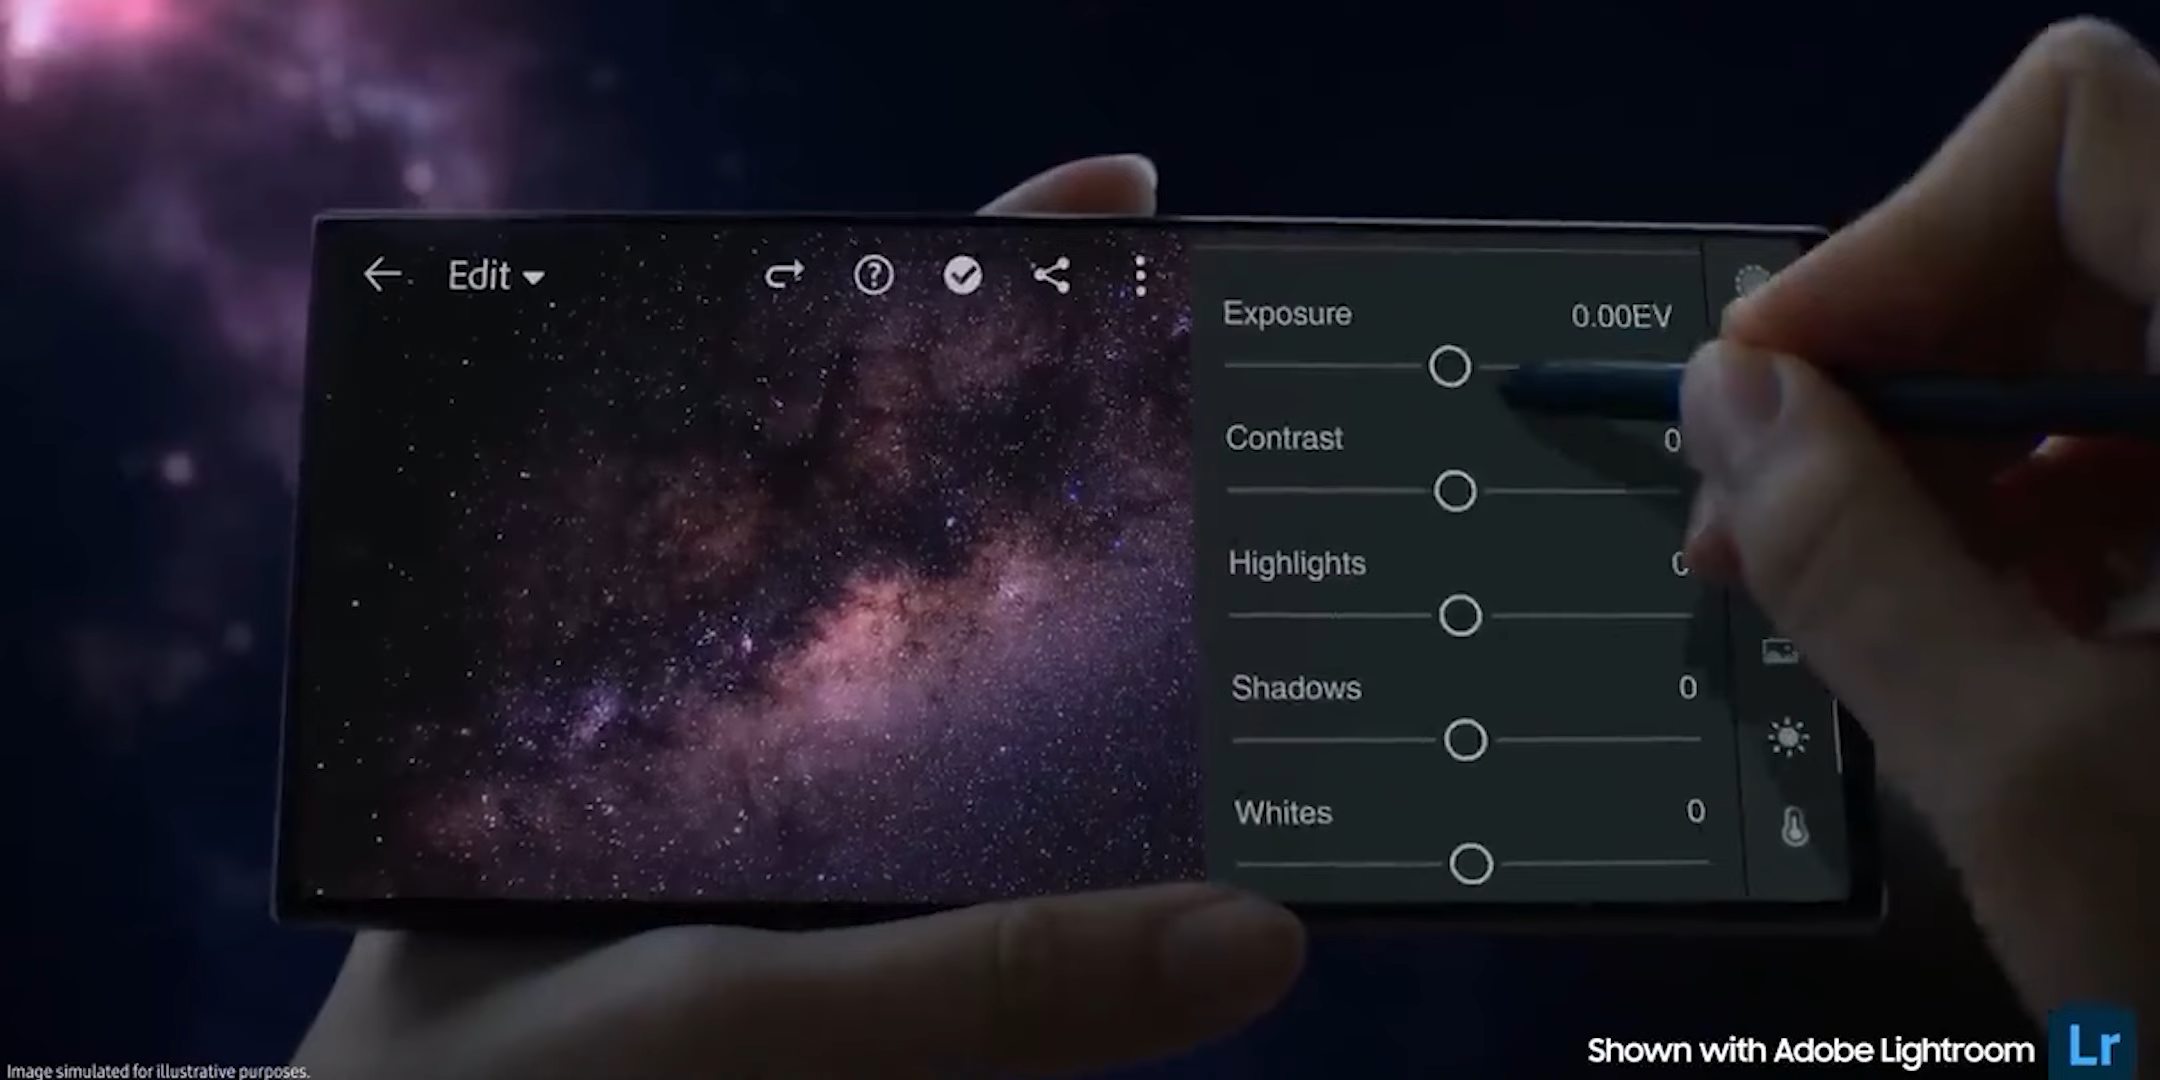 Edit
Exposure 0.00EV
Contrast 0
Highlights 0
Shadows 0
Whites 0
Shown with Adobe Lightroom Lr
Image simulated for illustrative purposes.